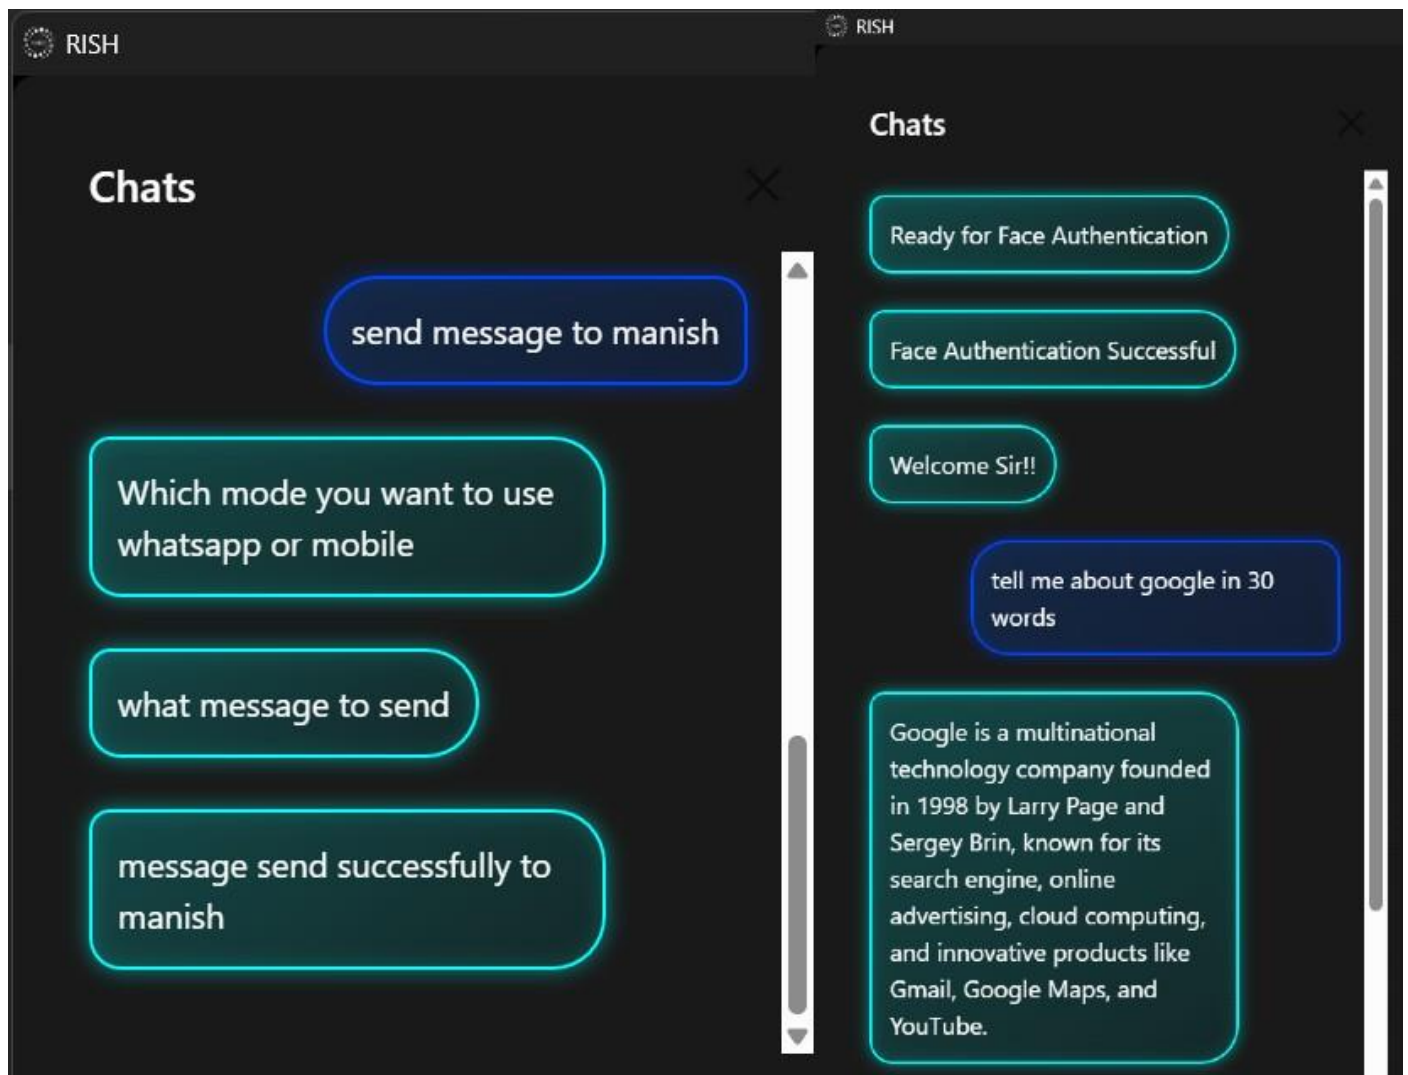 RISH
Chats
send message to manish
Which mode you want to use
whatsapp or mobile
what message to send
message send successfully to
manish
RISH
Chats
Ready for Face Authentication
Face Authentication Successful
Welcome Sir!!
tell me about google in 30
words
Google is a multinational
technology company founded
in 1998 by Larry Page and
Sergey Brin, known for its
search engine, online
advertising, cloud computing,
and innovative products like
Gmail, Google Maps, and
YouTube.